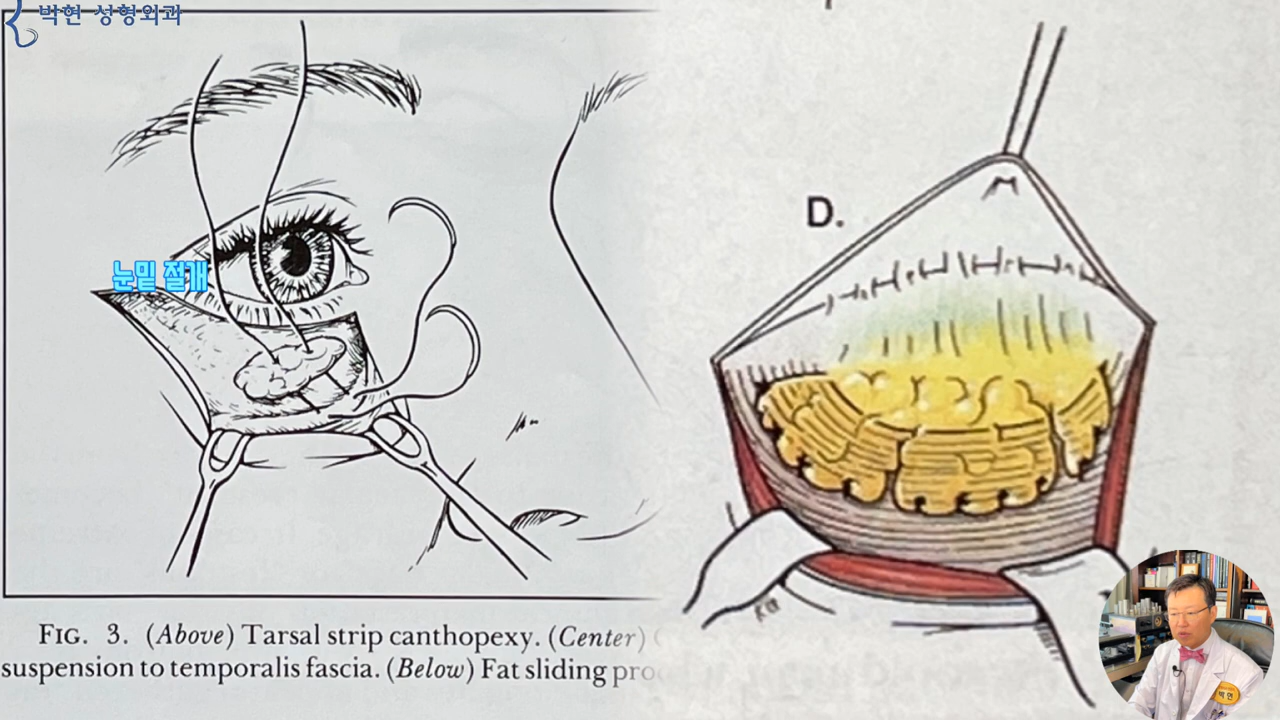 박현 성형외과
D.
눈밑 절개
FIG. 3. (Above) Tarsal strip canthopexy. (Center)
suspension to temporalis fascia. (Below) Fat sliding pro